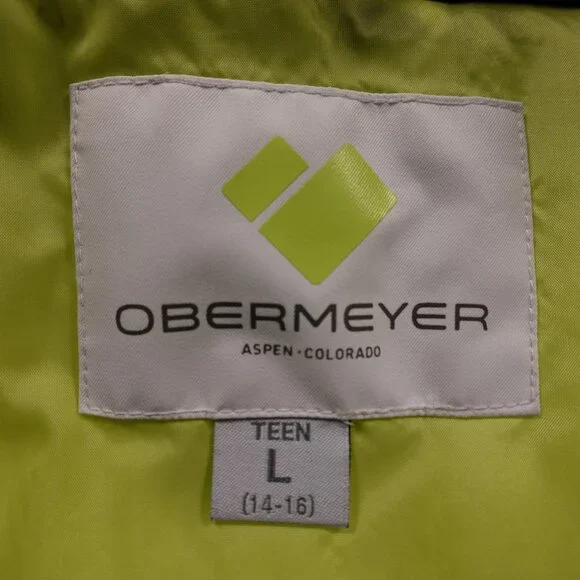 OBERMEYER
ASPEN · COLORADO
TEEN
L
(14-16)